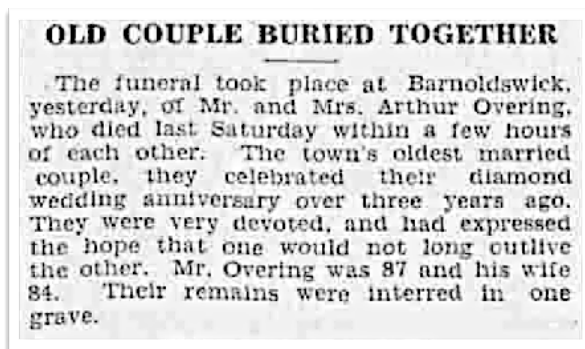 OLD COUPLE BURIED TOGETHER
The funeral took place at Barnoldswick,
yesterday, of Mr. and Mrs. Arthur Overing,
who died last Saturday within a few hours
of each other. The town's oldest married
couple, they celebrated their diamond
wedding anniversary over three years ago.
They were very devoted, and had expressed
the hope that one would not long outlive
the other. Mr. Overing was 87 and his wife
84. Their remains were interred in one
grave.